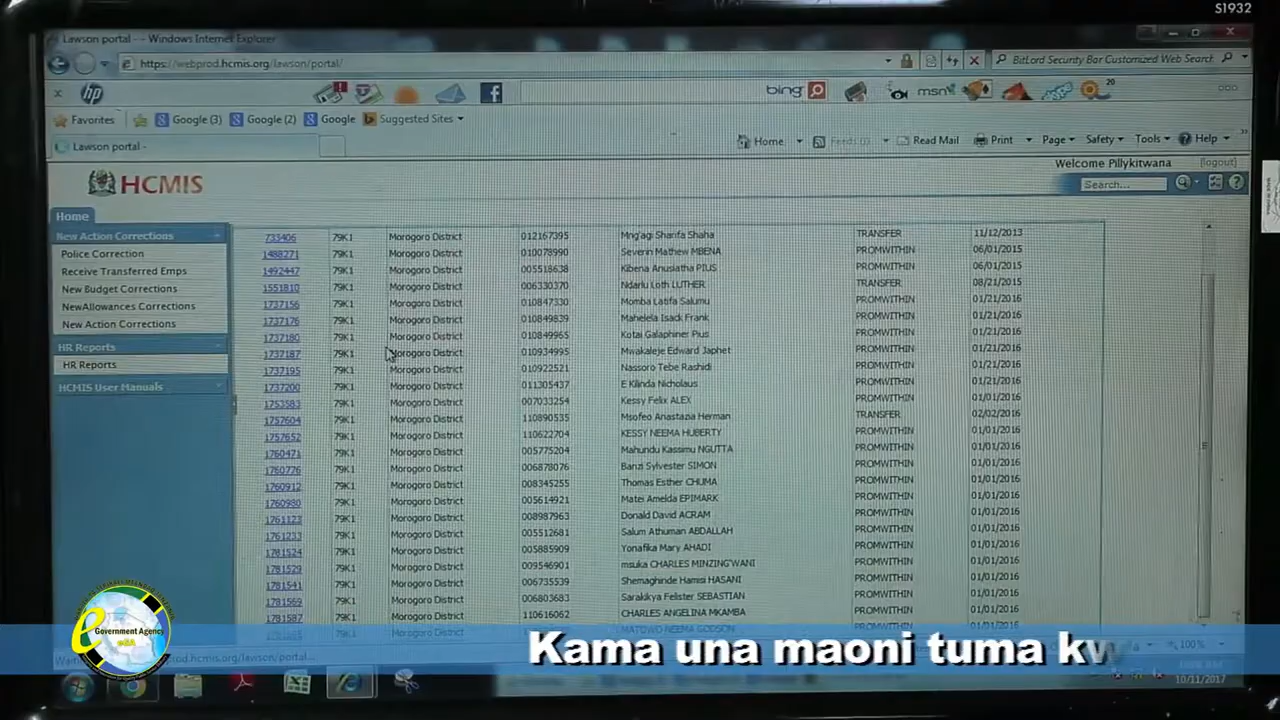 S1932
Lawson portal - - Windows Internet Explorer
https://webprod.hcmis.org/lawson/portal/
BitLord Security Bar Customized Web Search
hp
bing
msn
20
Favorites Google (3) Google (2) Google Suggested Sites
Lawson portal -
Home Read Mail Print Page Safety Tools Help
Welcome Pillykitwana [logout]
HCMIS
Search...
Home
New Action Corrections
Police Correction
Receive Transferred Emps
New Budget Corrections
NewAllowances Corrections
New Action Corrections
HR Reports
HR Reports
HCMIS User Manuals
733406 79K1 Morogoro District 012167395 Mng'agi Sharifa Shaha TRANSFER 11/12/2013
1488271 79K1 Morogoro District 010078990 Severin Mathew MBENA PROMWITHIN 06/01/2015
1492447 79K1 Morogoro District 005518638 Kibena Anusiatha PIUS PROMWITHIN 06/01/2015
1551810 79K1 Morogoro District 006330370 Ndarlu Loth LUTHER TRANSFER 08/21/2015
1737156 79K1 Morogoro District 010847330 Momba Latifa Salumu PROMWITHIN 01/21/2016
1737176 79K1 Morogoro District 010849839 Mahelela Isack Frank PROMWITHIN 01/21/2016
1737180 79K1 Morogoro District 010849965 Kotai Galaphiner Pius PROMWITHIN 01/21/2016
1737187 79K1 Morogoro District 010934995 Mwakaleje Edward Japhet PROMWITHIN 01/21/2016
1737195 79K1 Morogoro District 010922521 Nassoro Tebe Rashidi PROMWITHIN 01/21/2016
1737200 79K1 Morogoro District 011305437 E Kilinda Nicholaus PROMWITHIN 01/21/2016
1753583 79K1 Morogoro District 007033254 Kessy Felix ALEX PROMWITHIN 01/01/2016
1757604 79K1 Morogoro District 110890535 Msofeo Anastazia Herman TRANSFER 02/02/2016
1757652 79K1 Morogoro District 110622704 KESSY NEEMA HUBERTY PROMWITHIN 01/01/2016
1760471 79K1 Morogoro District 005775204 Mahundu Kassimu NGUTTA PROMWITHIN 01/01/2016
1760776 79K1 Morogoro District 006878076 Banzi Sylvester SIMON PROMWITHIN 01/01/2016
1760912 79K1 Morogoro District 008345255 Thomas Esther CHUMA PROMWITHIN 01/01/2016
1760980 79K1 Morogoro District 005614921 Matei Amelda EPIMARK PROMWITHIN 01/01/2016
1761123 79K1 Morogoro District 008987963 Donald David ACRAM PROMWITHIN 01/01/2016
1761233 79K1 Morogoro District 005512681 Salum Athuman ABDALLAH PROMWITHIN 01/01/2016
1781524 79K1 Morogoro District 005885909 Yonafika Mary AHADI PROMWITHIN 01/01/2016
1781529 79K1 Morogoro District 009546901 msuka CHARLES MINZING'WANI PROMWITHIN 01/01/2016
1781541 79K1 Morogoro District 006735539 Shemaghinde Hamisi HASANI PROMWITHIN 01/01/2016
1781569 79K1 Morogoro District 006803683 Sarakikya Felister SEBASTIAN PROMWITHIN 01/01/2016
1781587 79K1 Morogoro District 110616062 CHARLES ANGELINA MKAMBA PROMWITHIN 01/01/2016
Morogoro District MATOWO NEEMA GODSON
e Government Agency
eGA
Kama una maoni tuma kw
100%
10/11/2017